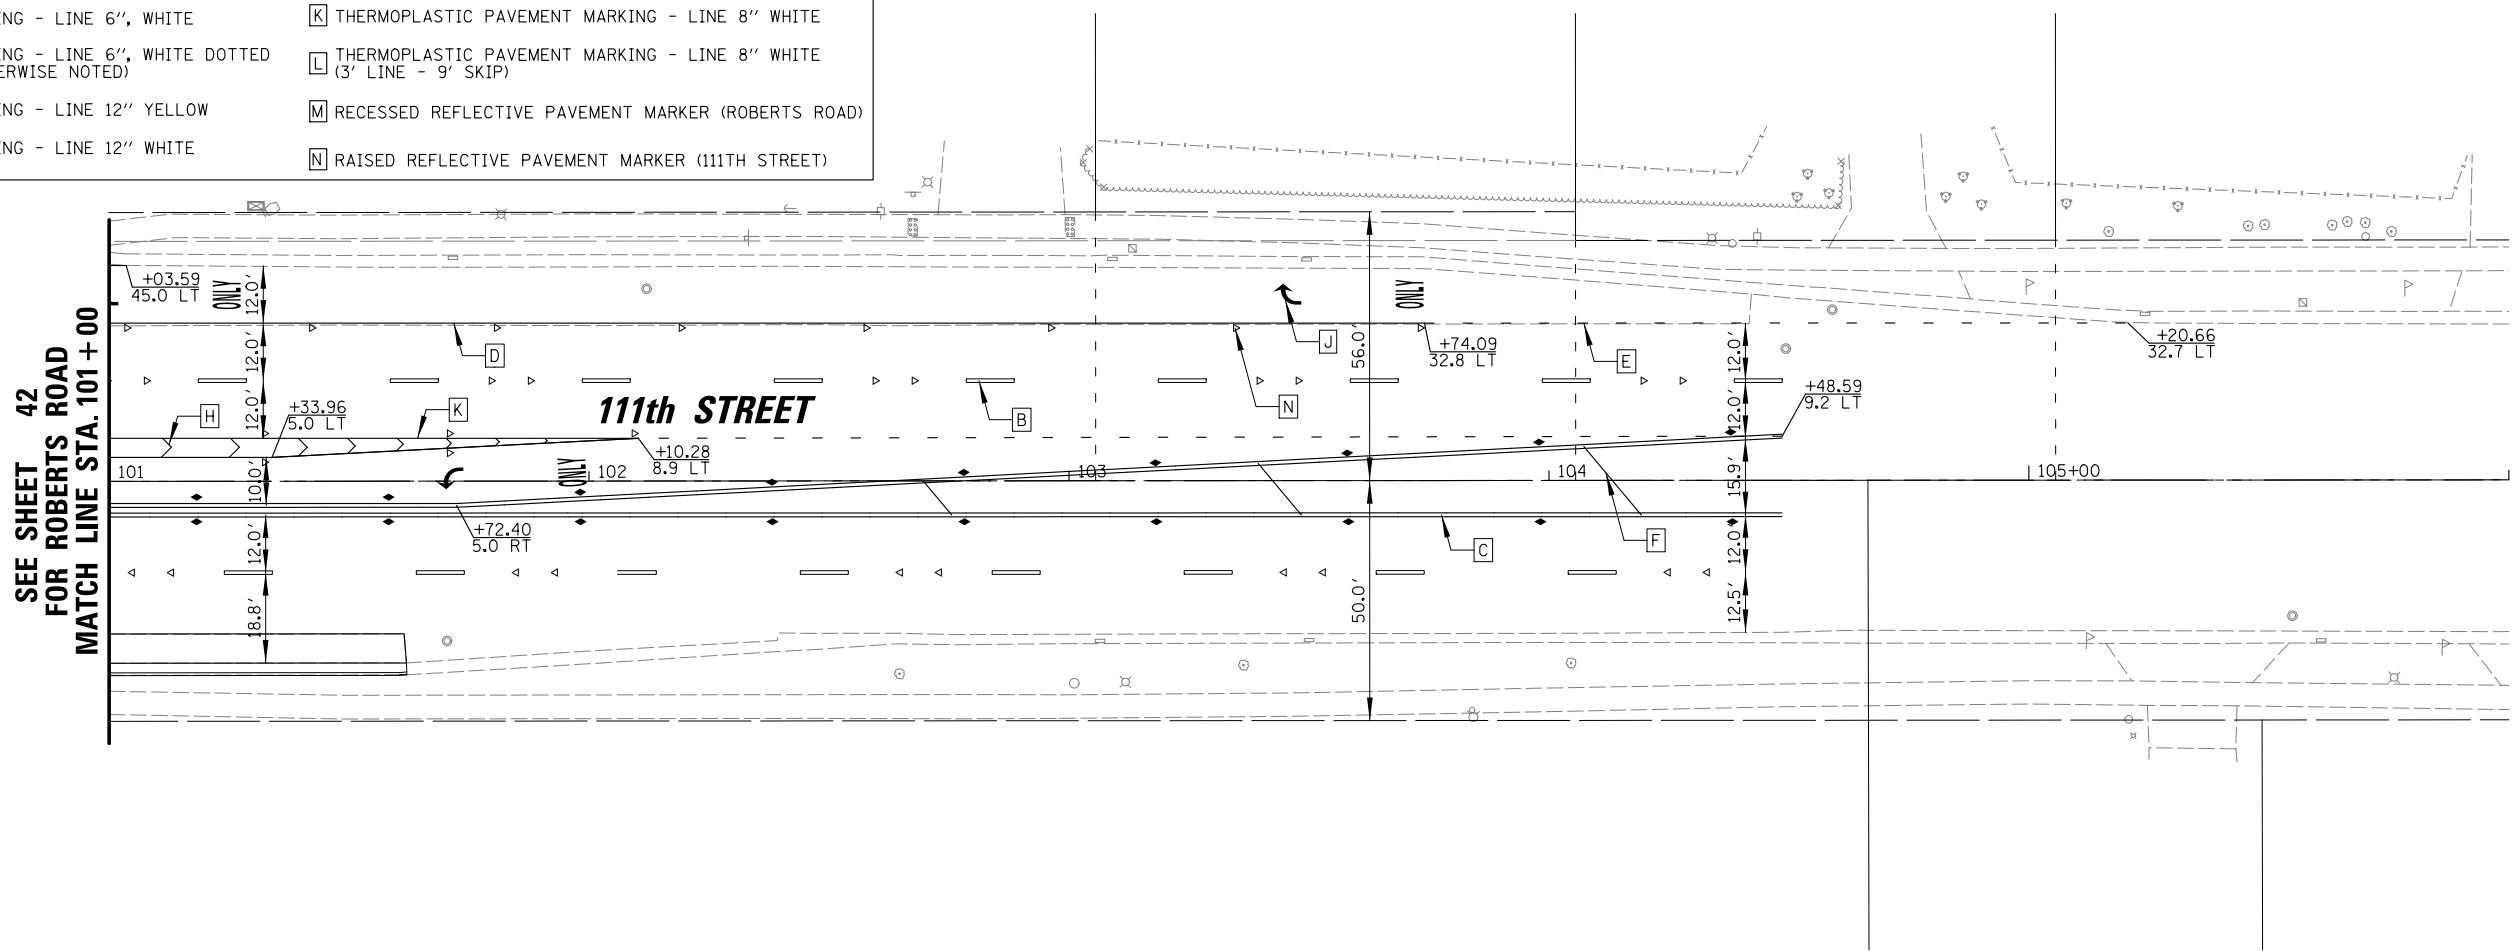 NG - LINE 6", WHITE
NG - LINE 6", WHITE DOTTED
ERWISE NOTED)
NG - LINE 12" YELLOW
NG - LINE 12" WHITE
K THERMOPLASTIC PAVEMENT MARKING - LINE 8" WHITE
L THERMOPLASTIC PAVEMENT MARKING - LINE 8" WHITE
(3' LINE - 9' SKIP)
M RECESSED REFLECTIVE PAVEMENT MARKER (ROBERTS ROAD)
N RAISED REFLECTIVE PAVEMENT MARKER (111TH STREET)
SEE SHEET 42
FOR ROBERTS ROAD
MATCH LINE STA. 101+00
+03.59
45.0 LT
ONLY
12.0'
12.0'
12.0'
10.0'
12.0'
18.8'
D
H
+33.96
5.0 LT
K
111th STREET
+10.28
8.9 LT
ONLY
101
102
103
104
105+00
+72.40
5.0 RT
B
N
J
ONLY
56.0'
50.0'
+74.09
32.8 LT
E
C
F
12.0'
12.0'
15.9'
12.0'
12.5'
+48.59
9.2 LT
+20.66
32.7 LT